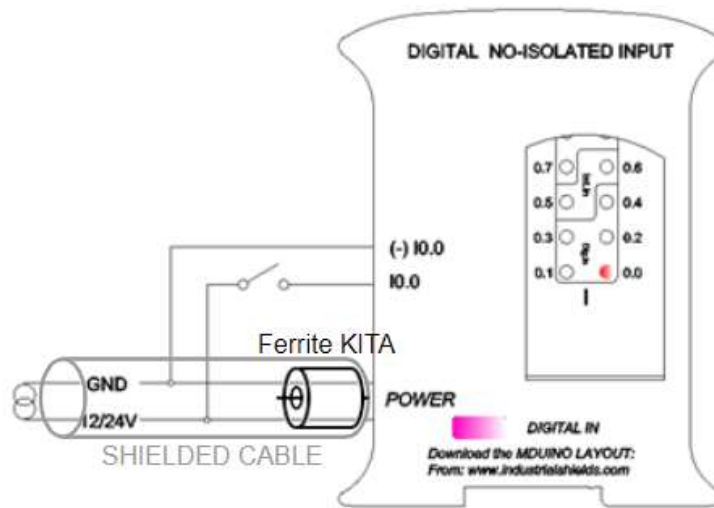 DIGITAL NO-ISOLATED INPUT
0.7 0.6
0.5 0.4
0.3 0.2
0.1 0.0
(-) I0.0
I0.0
Ferrite KITA
GND
12/24V
SHIELDED CABLE
POWER
DIGITAL IN
Download the MDUINO LAYOUT:
From: www.industrialshields.com